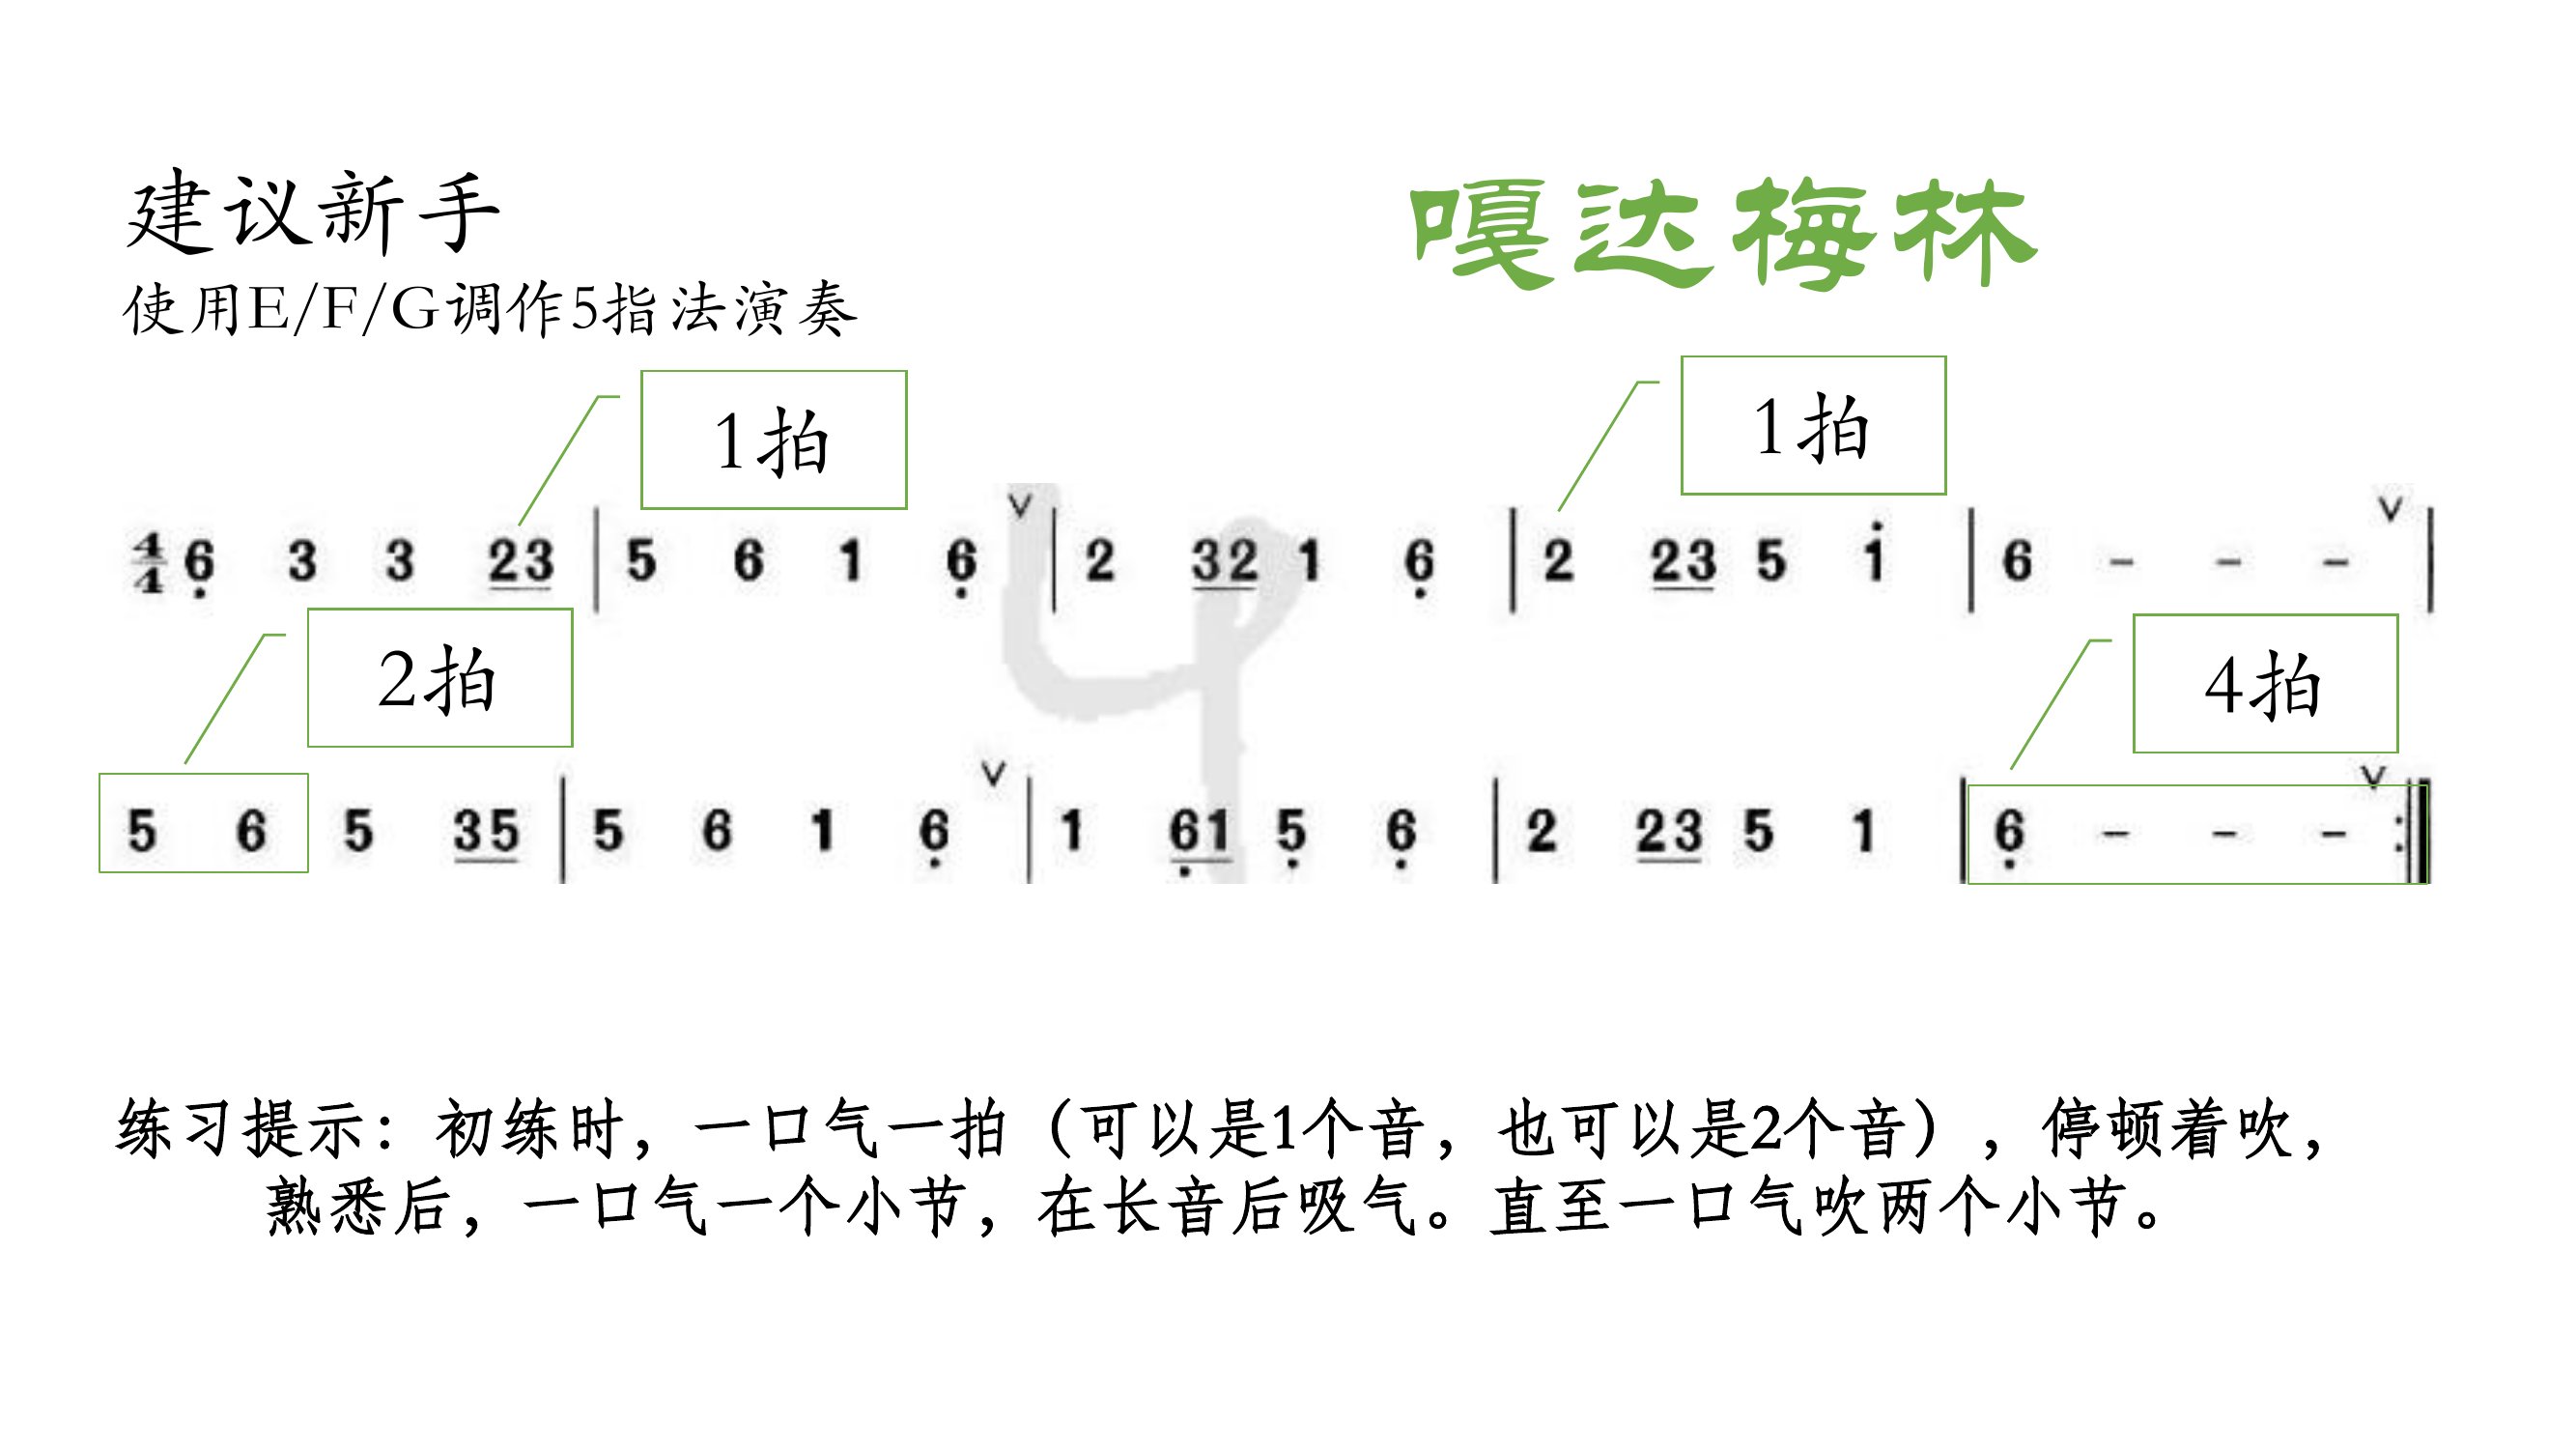 建议新手
嘎达梅林
使用E/F/G调作5指法演奏
1拍
1拍
4/4 6̣ 3 3 23 | 5 6 1 6̣ ∨ | 2 32 1 6̣ | 2 23 5 1̇ | 6 - - - ∨ |
2拍
4拍
5 6 5 35 | 5 6 1 6̣ ∨ | 1 6̣1 5̣ 6̣ | 2 23 5 1 | 6̣ - - - ∨ :‖
练习提示：初练时，一口气一拍（可以是1个音，也可以是2个音），停顿着吹，
熟悉后，一口气一个小节，在长音后吸气。直至一口气吹两个小节。